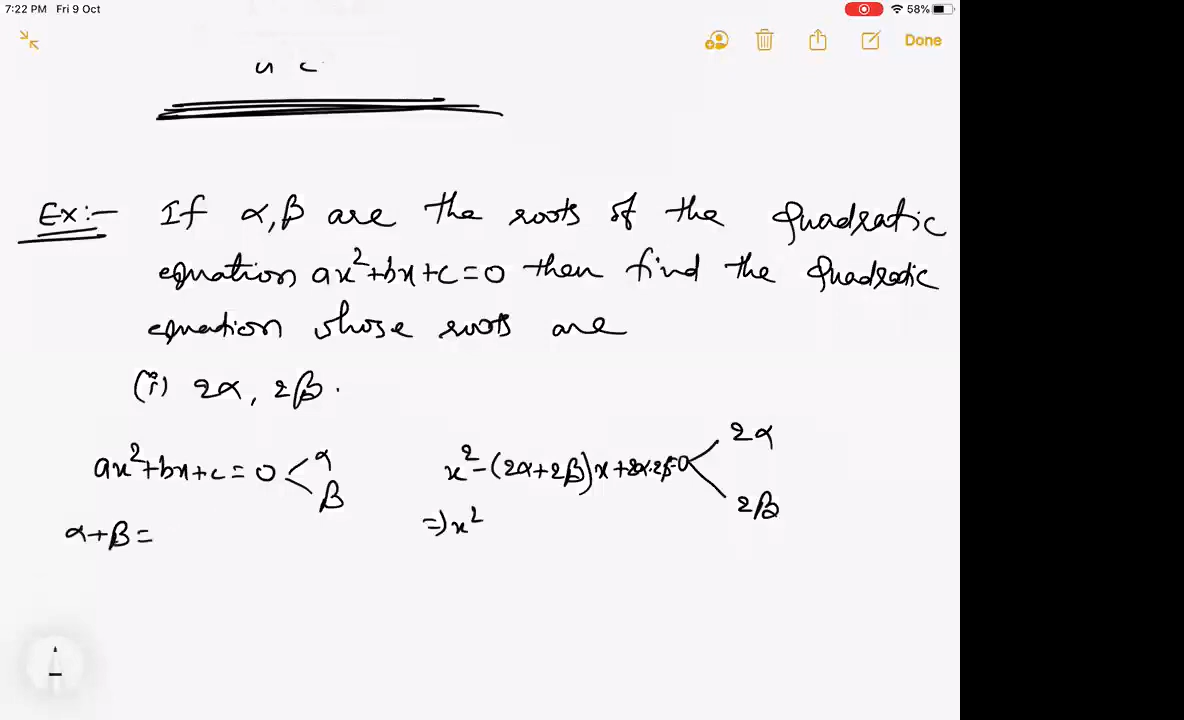 7:22 PM Fri 9 Oct
58%
Done
Ex:- If α,β are the roots of the Quadratic
equation ax²+bx+c=0 then find the Quadratic
equation whose roots are
(i) 2α, 2β.
ax²+bx+c=0 < α
β
x²-(2α+2β)x+2α.2β=0 < 2α
2β
α+β=
=)x²